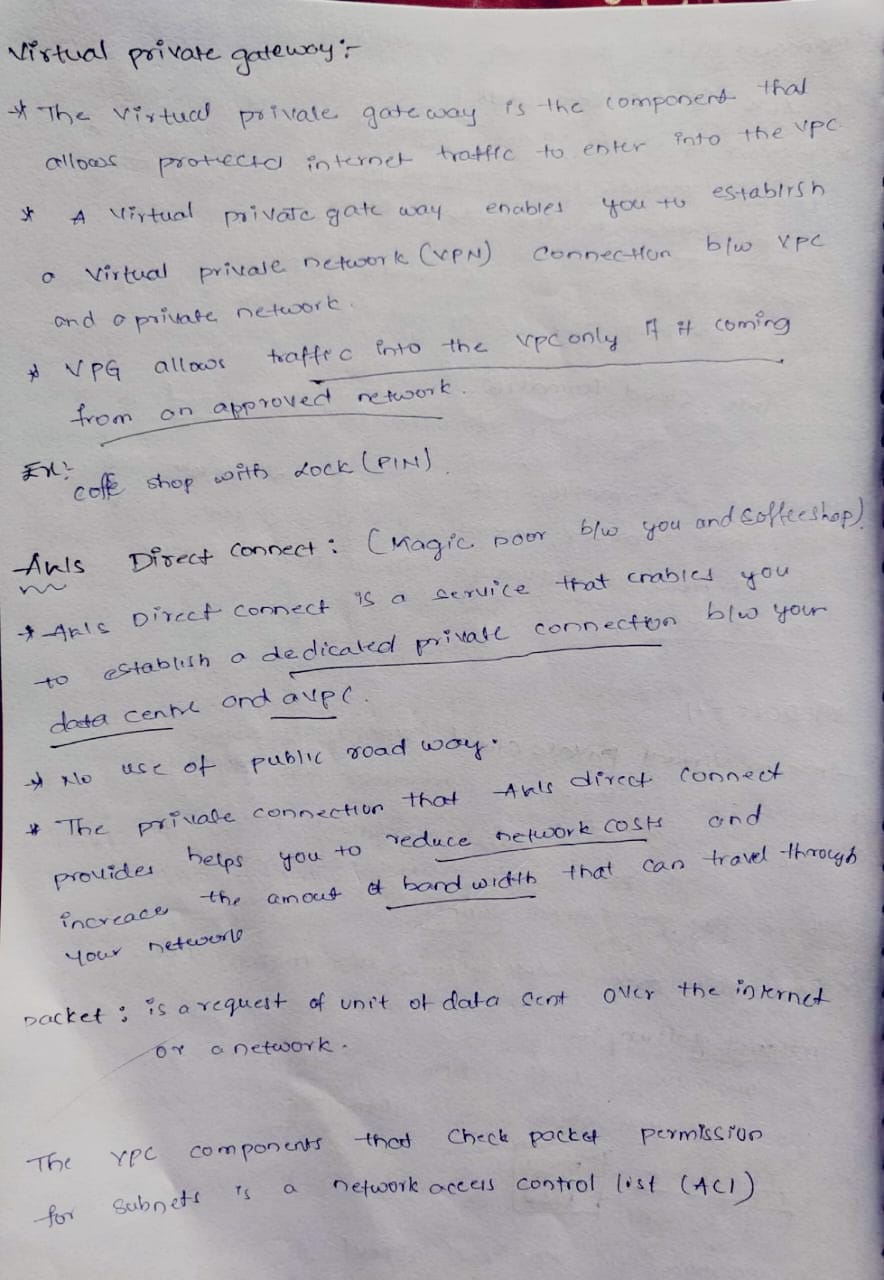 Virtual private gateway :-
* The virtual private gateway is the component that
allows protected internet traffic to enter into the VPC
* A virtual private gate way enables you to establish
a virtual private network (VPN) connection b/w VPC
and a private network.
* VPG allows traffic into the vpc only if it coming
from an approved network.
Ex:- coffe shop with lock (PIN).
AWS Direct connect : (Magic Door b/w you and coffeeshop)
* AWS Direct connect is a service that enables you
to establish a dedicated private connection b/w your
data centre and a vpc.
* No use of public road way.
* The private connection that AWS direct connect
provides helps you to reduce network costs and
increace the amout of band width that can travel through
your network
packet : is a request of unit of data sent over the internet
or a network.
The VPC components that check packet permission
for subnets is a network access control list (ACl)